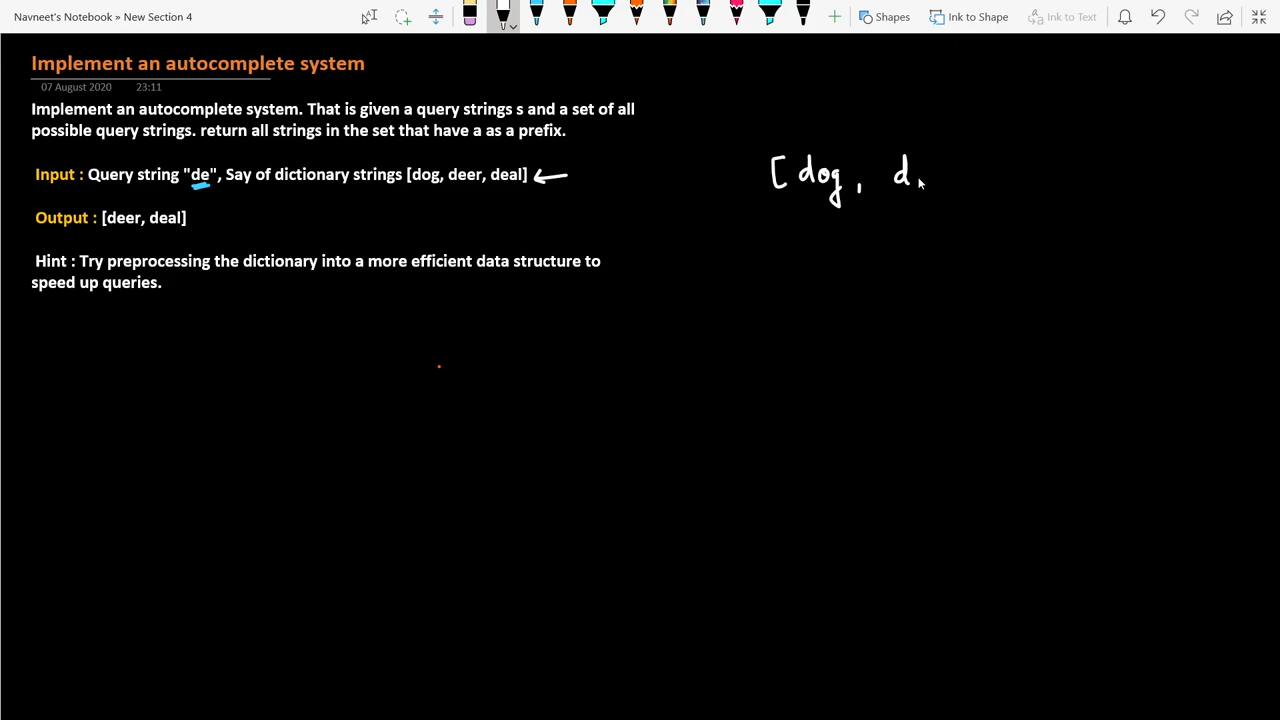 Navneet's Notebook » New Section 4
Shapes
Ink to Shape
Ink to Text
Implement an autocomplete system
07 August 2020 23:11
Implement an autocomplete system. That is given a query strings s and a set of all
possible query strings. return all strings in the set that have a as a prefix.
Input : Query string "de", Say of dictionary strings [dog, deer, deal]
[ dog, d
Output : [deer, deal]
Hint : Try preprocessing the dictionary into a more efficient data structure to
speed up queries.